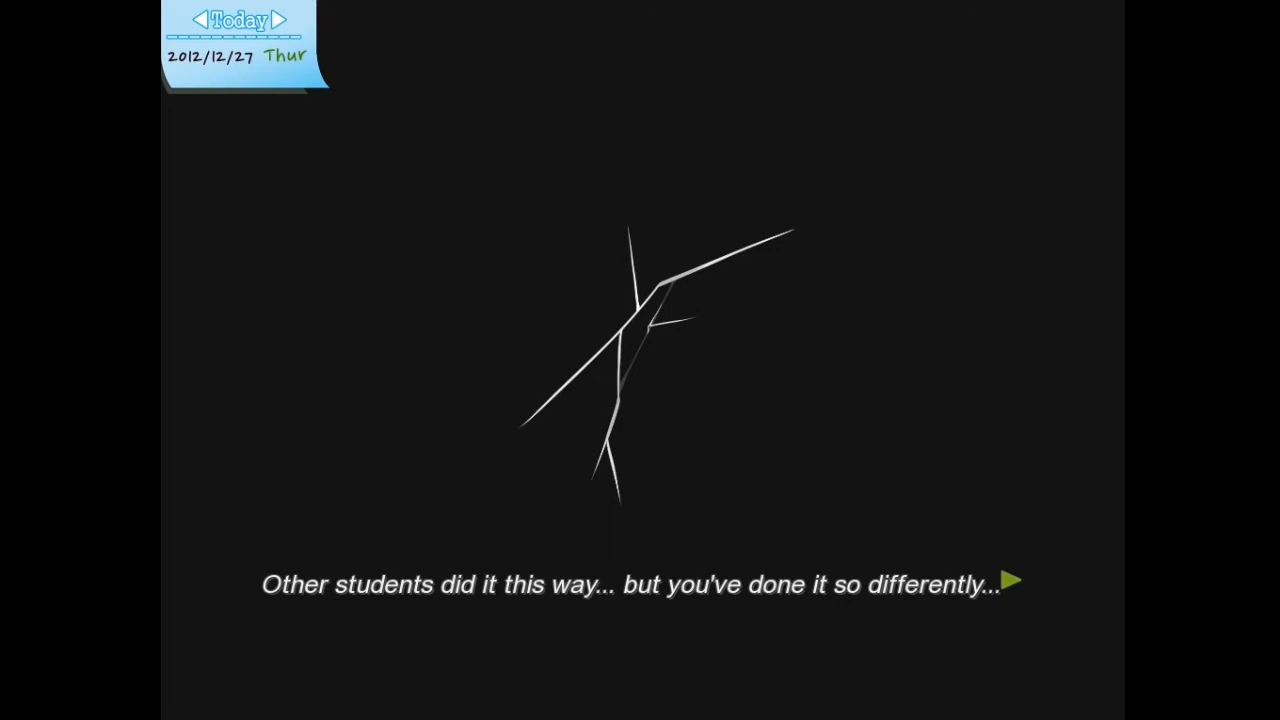 Today
2012/12/27 Thur
Other students did it this way... but you've done it so differently...